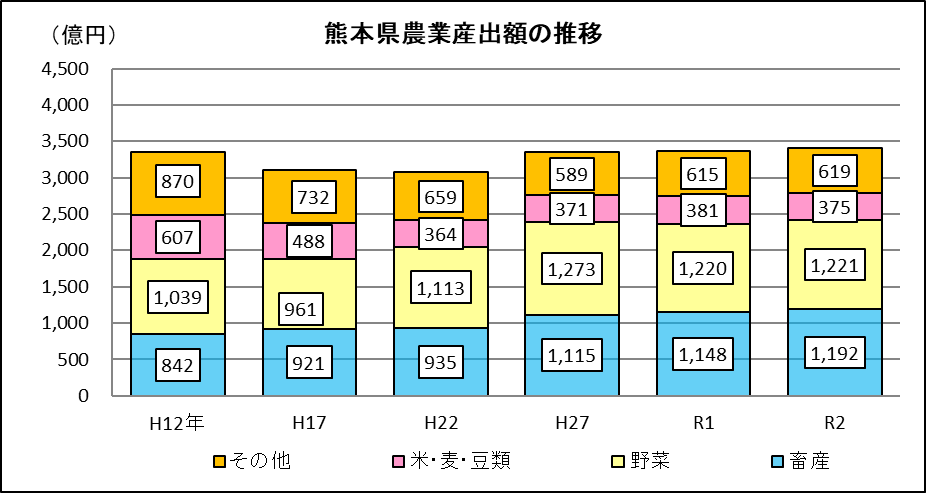 熊本県農業産出額の推移
（億円）
4,500
4,000
3,500
3,000
2,500
2,000
1,500
1,000
500
0
870 732 659 589 615 619
607 488 364 371 381 375
1,039 961 1,113 1,273 1,220 1,221
842 921 935 1,115 1,148 1,192
H12年 H17 H22 H27 R1 R2
その他 米・麦・豆類 野菜 畜産